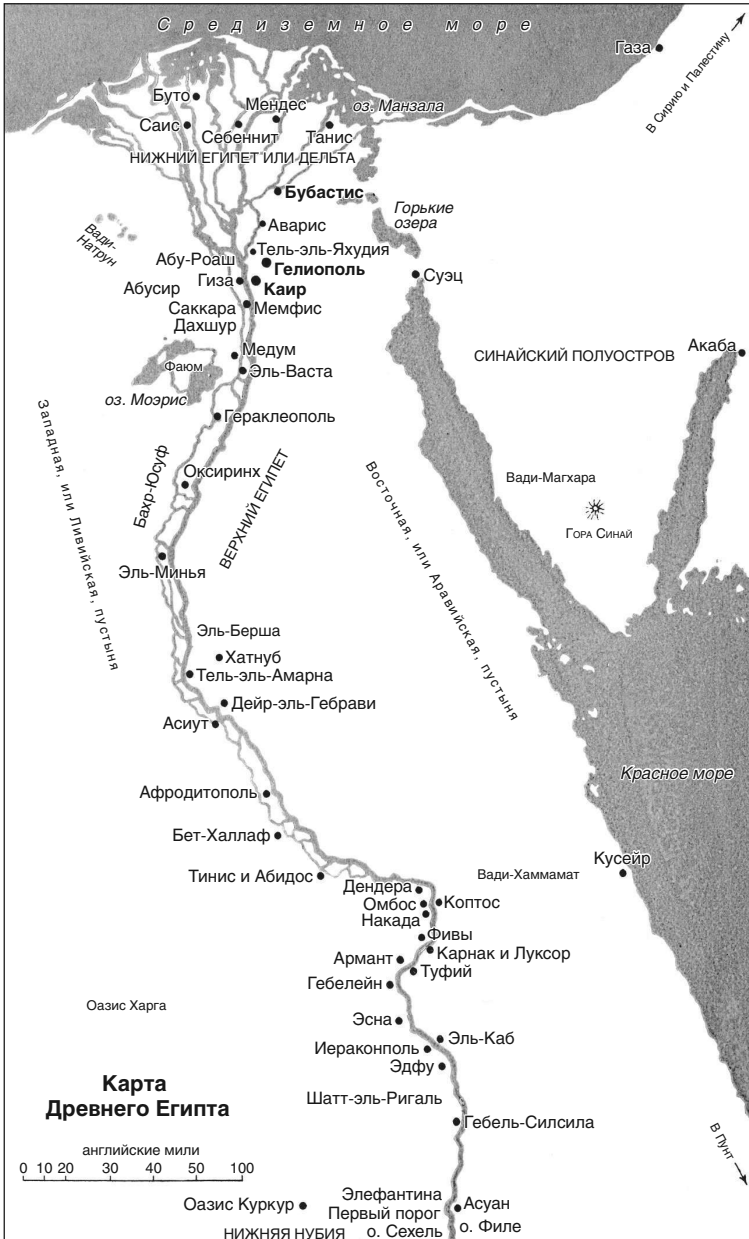 Средиземное море
В Сирию и Палестину
Газа
Буто
Мендес
оз. Манзала
Саис
Себеннит
Танис
НИЖНИЙ ЕГИПЕТ ИЛИ ДЕЛЬТА
Бубастис
Горькие
озера
Аварис
Вади-
Натрун
Тель-эль-Яхудия
Абу-Роаш
Гелиополь
Гиза
Каир
Суэц
Абусир
Саккара
Мемфис
Дахшур
Медум
СИНАЙСКИЙ ПОЛУОСТРОВ
Акаба
Фаюм
Эль-Васта
оз. Моэрис
Гераклеополь
Западная, или Ливийская, пустыня
Бахр-Юсуф
Оксиринх
ВЕРХНИЙ ЕГИПЕТ
Восточная, или Аравийская, пустыня
Вади-Магхара
Гора Синай
Эль-Минья
Эль-Берша
Хатнуб
Тель-эль-Амарна
Дейр-эль-Гебрави
Асиут
Красное море
Афродитополь
Бет-Халлаф
Тинис и Абидос
Вади-Хаммамат
Кусейр
Дендера
Омбос
Коптос
Накада
Фивы
Карнак и Луксор
Армант
Туфий
Гебелейн
Оазис Харга
Эсна
Эль-Каб
Иераконполь
Эдфу
Карта
Древнего Египта
Шатт-эль-Ригаль
Гебель-Силсила
В Пунт
английские мили
0 10 20 50 100
Оазис Куркур
Элефантина
Асуан
Первый порог
о. Филе
НИЖНЯЯ НУБИЯ
о. Сехель